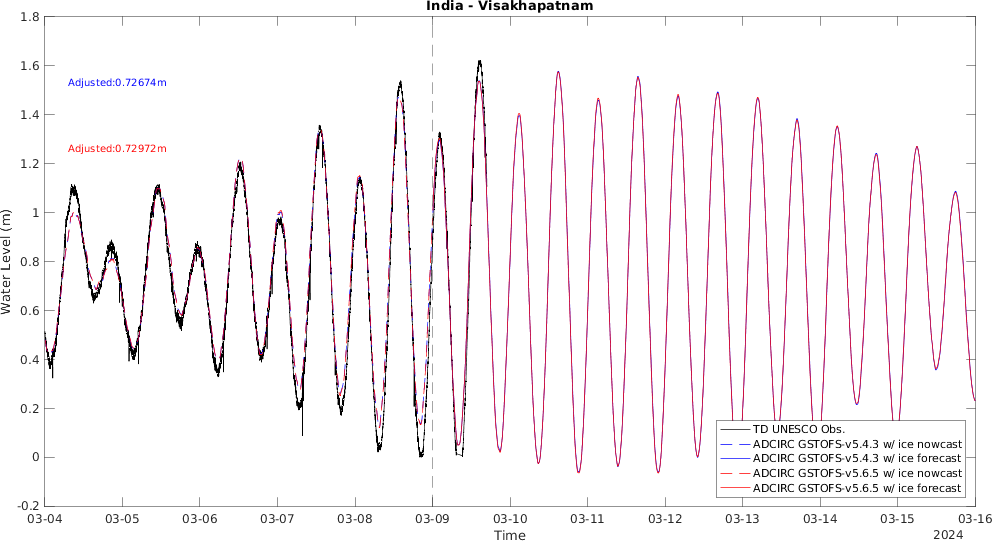 India - Visakhapatnam
1.8
1.6
1.4
1.2
1
0.8
0.6
0.4
0.2
0
-0.2
Water Level (m)
Adjusted:0.72674m
Adjusted:0.72972m
TD UNESCO Obs.
ADCIRC GSTOFS-v5.4.3 w/ ice nowcast
ADCIRC GSTOFS-v5.4.3 w/ ice forecast
ADCIRC GSTOFS-v5.6.5 w/ ice nowcast
ADCIRC GSTOFS-v5.6.5 w/ ice forecast
03-04 03-05 03-06 03-07 03-08 03-09 03-10 03-11 03-12 03-13 03-14 03-15 03-16
Time
2024